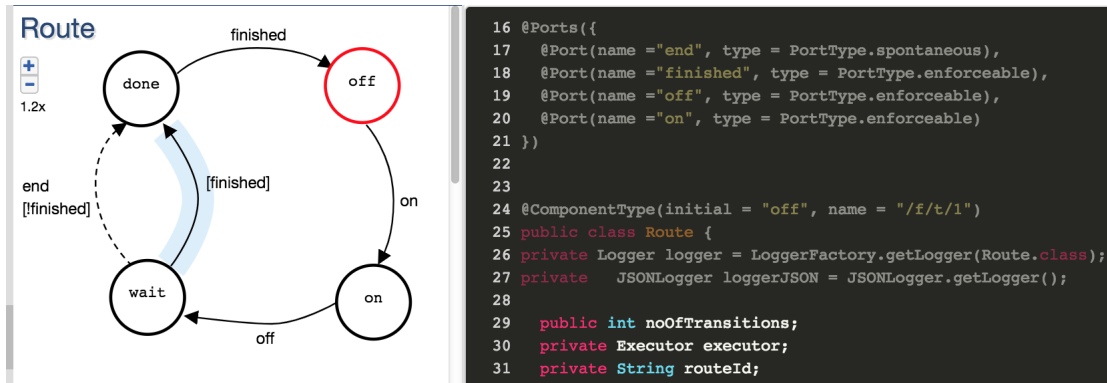 Route
+
−
1.2x
finished
done
off
end
[!finished]
[finished]
on
wait
on
off
16 @Ports({
17 @Port(name ="end", type = PortType.spontaneous),
18 @Port(name ="finished", type = PortType.enforceable),
19 @Port(name ="off", type = PortType.enforceable),
20 @Port(name ="on", type = PortType.enforceable)
21 })
22
23
24 @ComponentType(initial = "off", name = "/f/t/1")
25 public class Route {
26 private Logger logger = LoggerFactory.getLogger(Route.class);
27 private   JSONLogger loggerJSON = JSONLogger.getLogger();
28
29 public int noOfTransitions;
30 private Executor executor;
31 private String routeId;